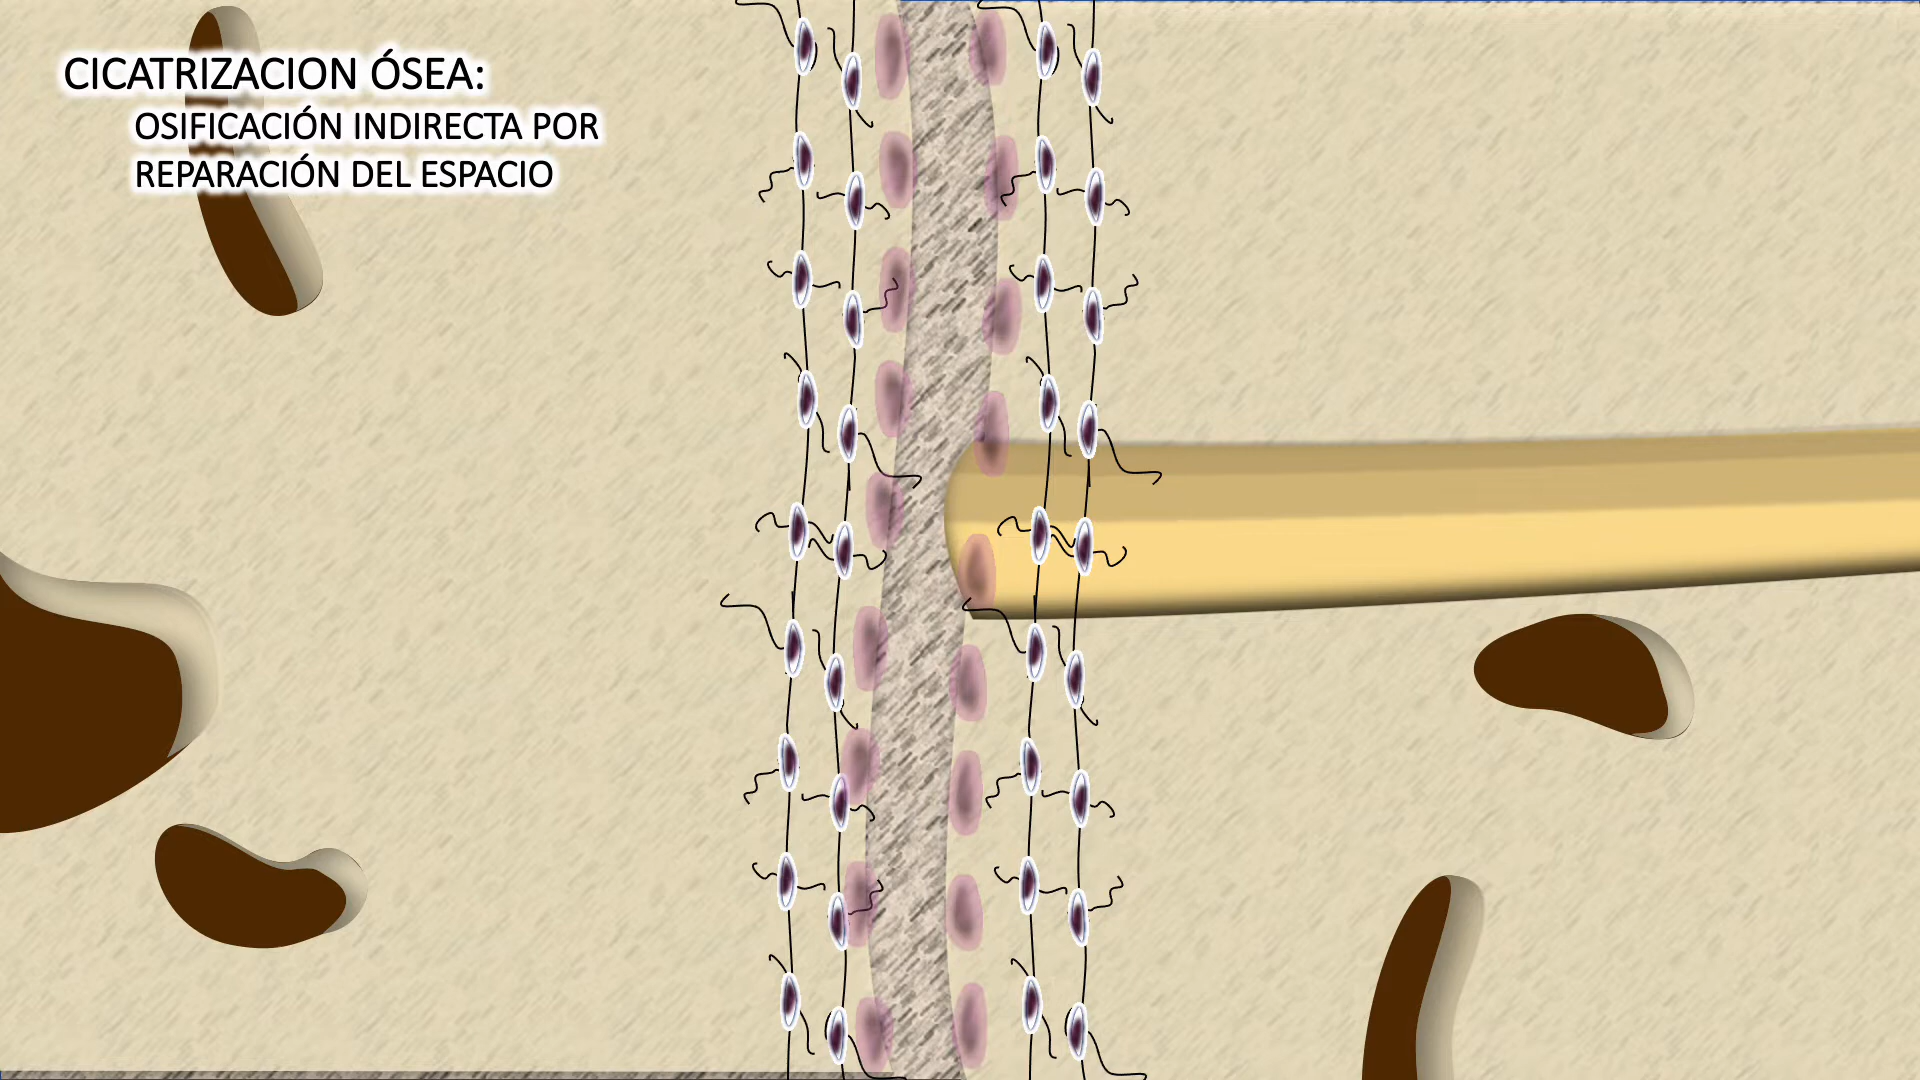 CICATRIZACION ÓSEA:
OSIFICACIÓN INDIRECTA POR
REPARACIÓN DEL ESPACIO